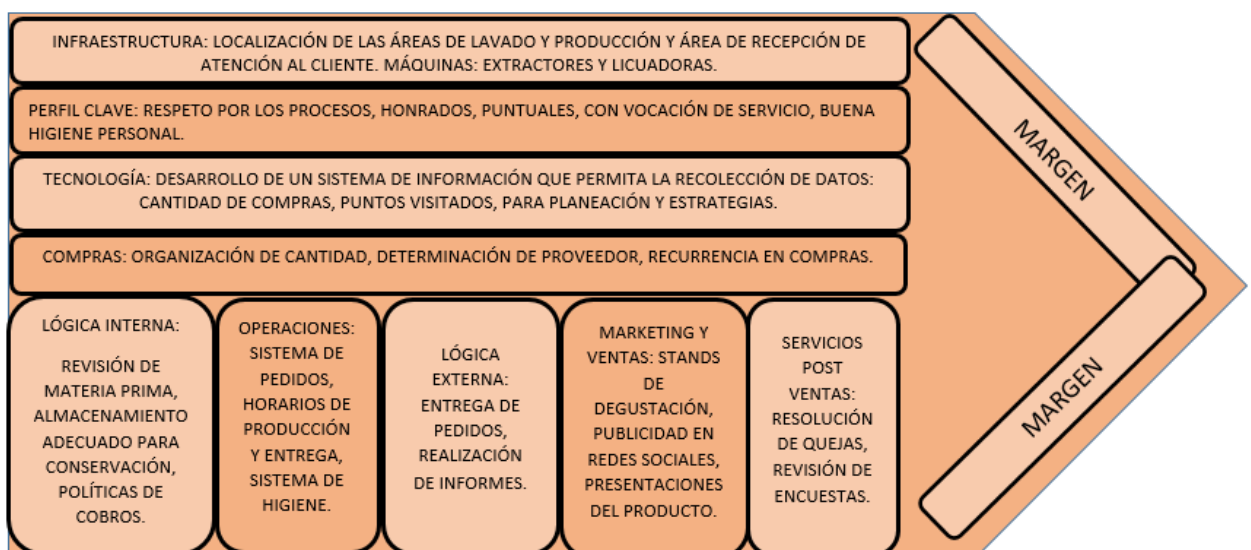 INFRAESTRUCTURA: LOCALIZACIÓN DE LAS ÁREAS DE LAVADO Y PRODUCCIÓN Y ÁREA DE RECEPCIÓN DE
ATENCIÓN AL CLIENTE. MÁQUINAS: EXTRACTORES Y LICUADORAS.
PERFIL CLAVE: RESPETO POR LOS PROCESOS, HONRADOS, PUNTUALES, CON VOCACIÓN DE SERVICIO, BUENA
HIGIENE PERSONAL.
TECNOLOGÍA: DESARROLLO DE UN SISTEMA DE INFORMACIÓN QUE PERMITA LA RECOLECCIÓN DE DATOS:
CANTIDAD DE COMPRAS, PUNTOS VISITADOS, PARA PLANEACIÓN Y ESTRATEGIAS.
COMPRAS: ORGANIZACIÓN DE CANTIDAD, DETERMINACIÓN DE PROVEEDOR, RECURRENCIA EN COMPRAS.
LÓGICA INTERNA:
REVISIÓN DE
MATERIA PRIMA,
ALMACENAMIENTO
ADECUADO PARA
CONSERVACIÓN,
POLÍTICAS DE
COBROS.
OPERACIONES:
SISTEMA DE
PEDIDOS,
HORARIOS DE
PRODUCCIÓN
Y ENTREGA,
SISTEMA DE
HIGIENE.
LÓGICA
EXTERNA:
ENTREGA DE
PEDIDOS,
REALIZACIÓN
DE INFORMES.
MARKETING Y
VENTAS: STANDS
DE
DEGUSTACIÓN,
PUBLICIDAD EN
REDES SOCIALES,
PRESENTACIONES
DEL PRODUCTO.
SERVICIOS
POST
VENTAS:
RESOLUCIÓN
DE QUEJAS,
REVISIÓN DE
ENCUESTAS.
MARGEN
MARGEN